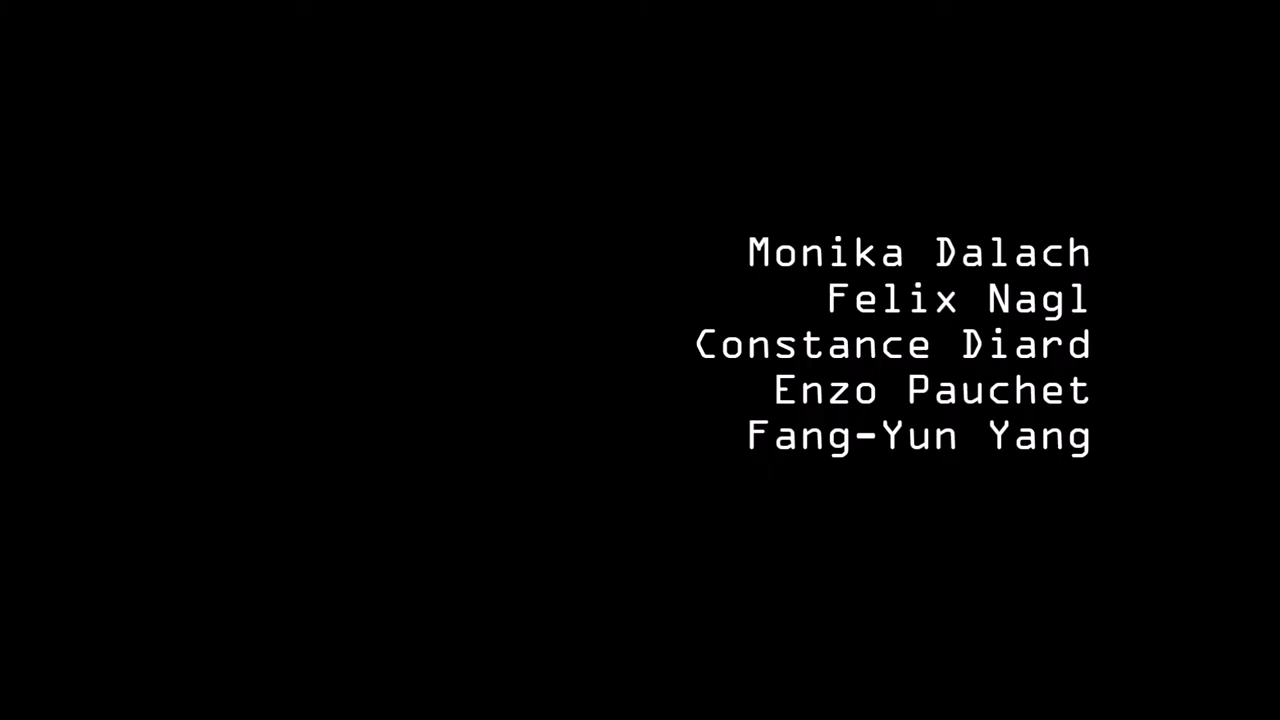 Monika Dalach
Felix Nagl
Constance Diard
Enzo Pauchet
Fang-Yun Yang